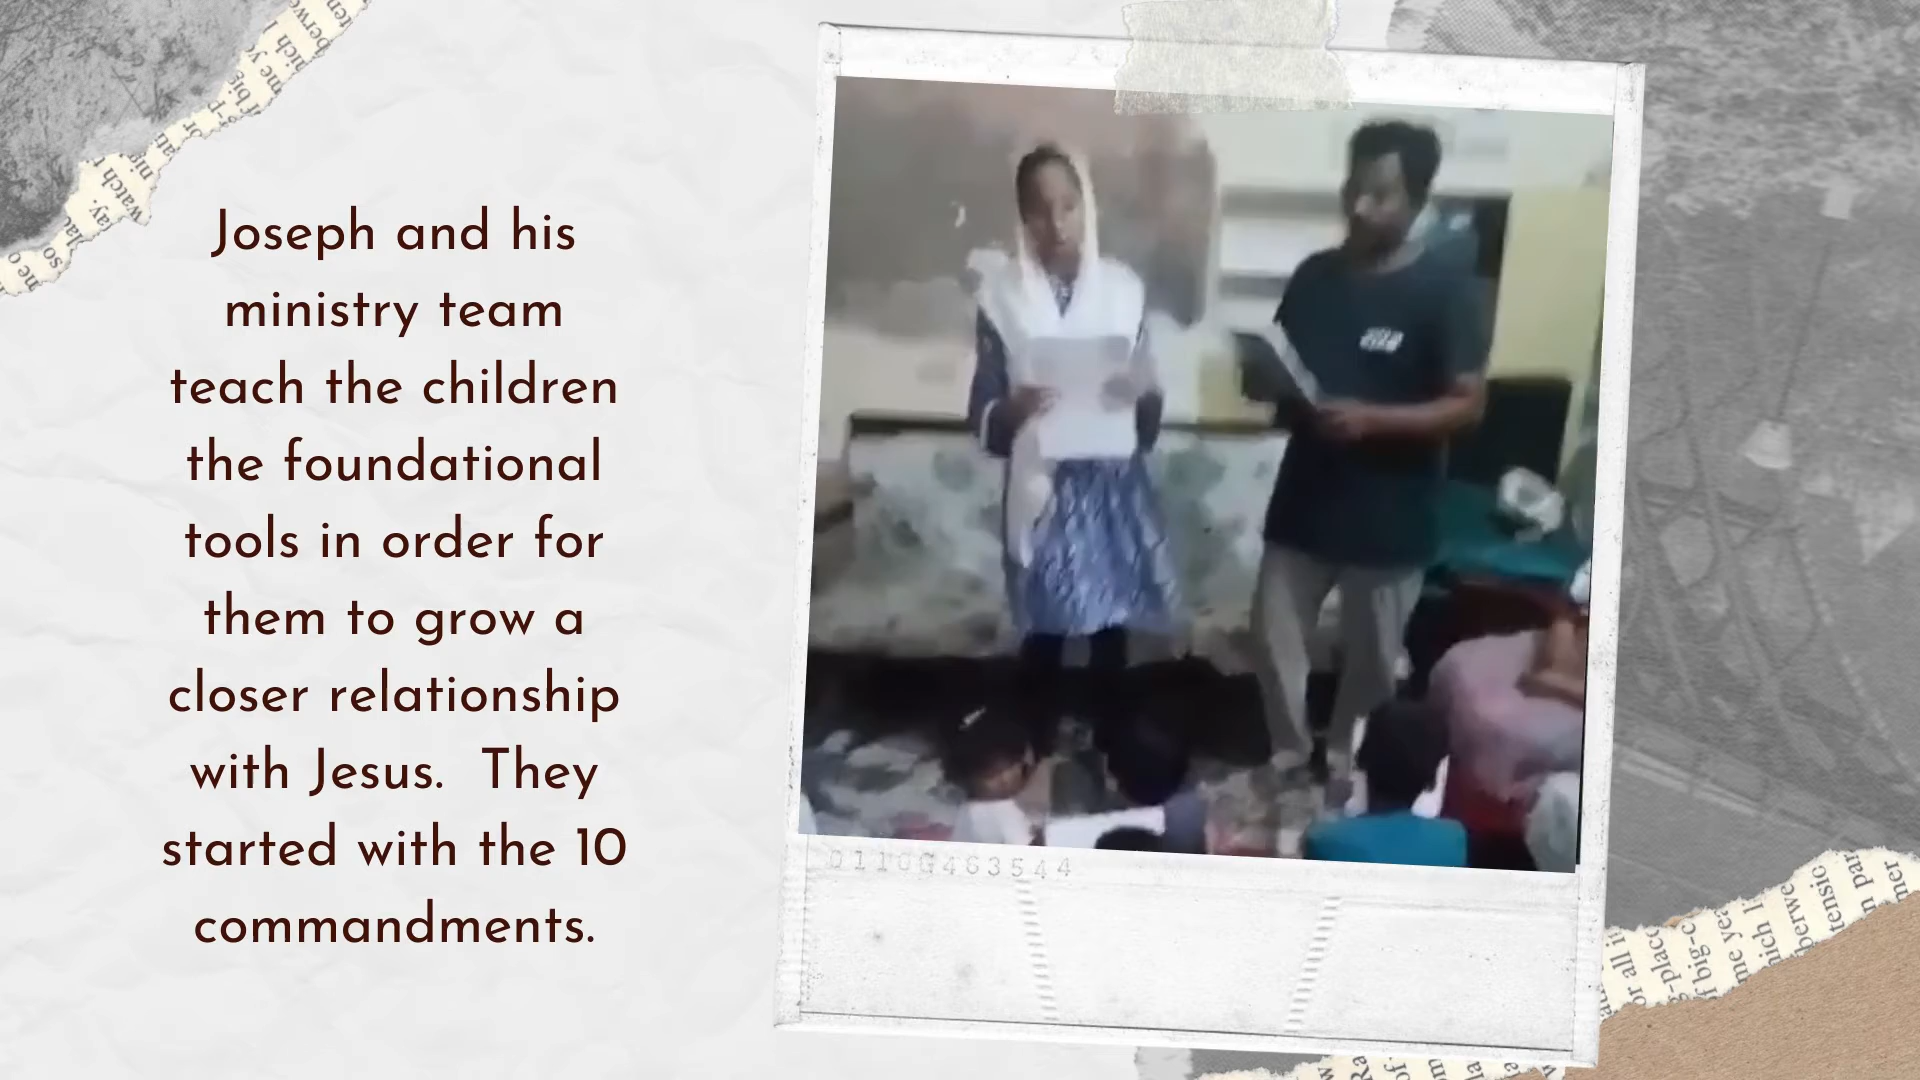 Joseph and his
ministry team
teach the children
the foundational
tools in order for
them to grow a
closer relationship
with Jesus.  They
started with the 10
commandments.
0110G463544